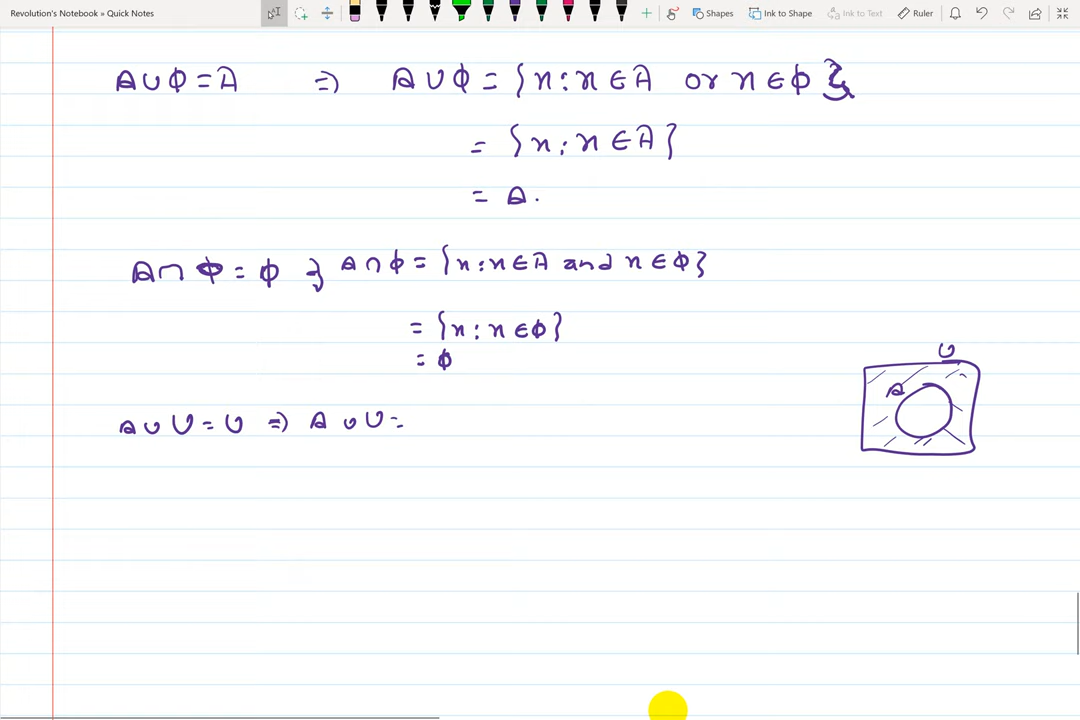 Revolution's Notebook » Quick Notes
Shapes Ink to Shape Ink to Text Ruler
A ∪ Φ = A ⇒ A ∪ Φ = {n : n ∈ A or n ∈ Φ}
= {n : n ∈ A}
= A.
A ∩ Φ = Φ } A ∩ Φ = {n : n ∈ A and n ∈ Φ}
= {n : n ∈ Φ}
= Φ
U
A
A ∪ U = U ⇒ A ∪ U =